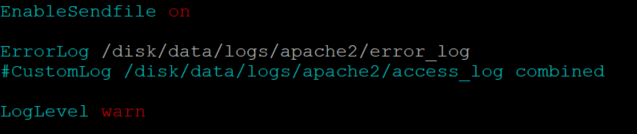 EnableSendfile on
ErrorLog /disk/data/logs/apache2/error_log
#CustomLog /disk/data/logs/apache2/access_log combined
LogLevel warn